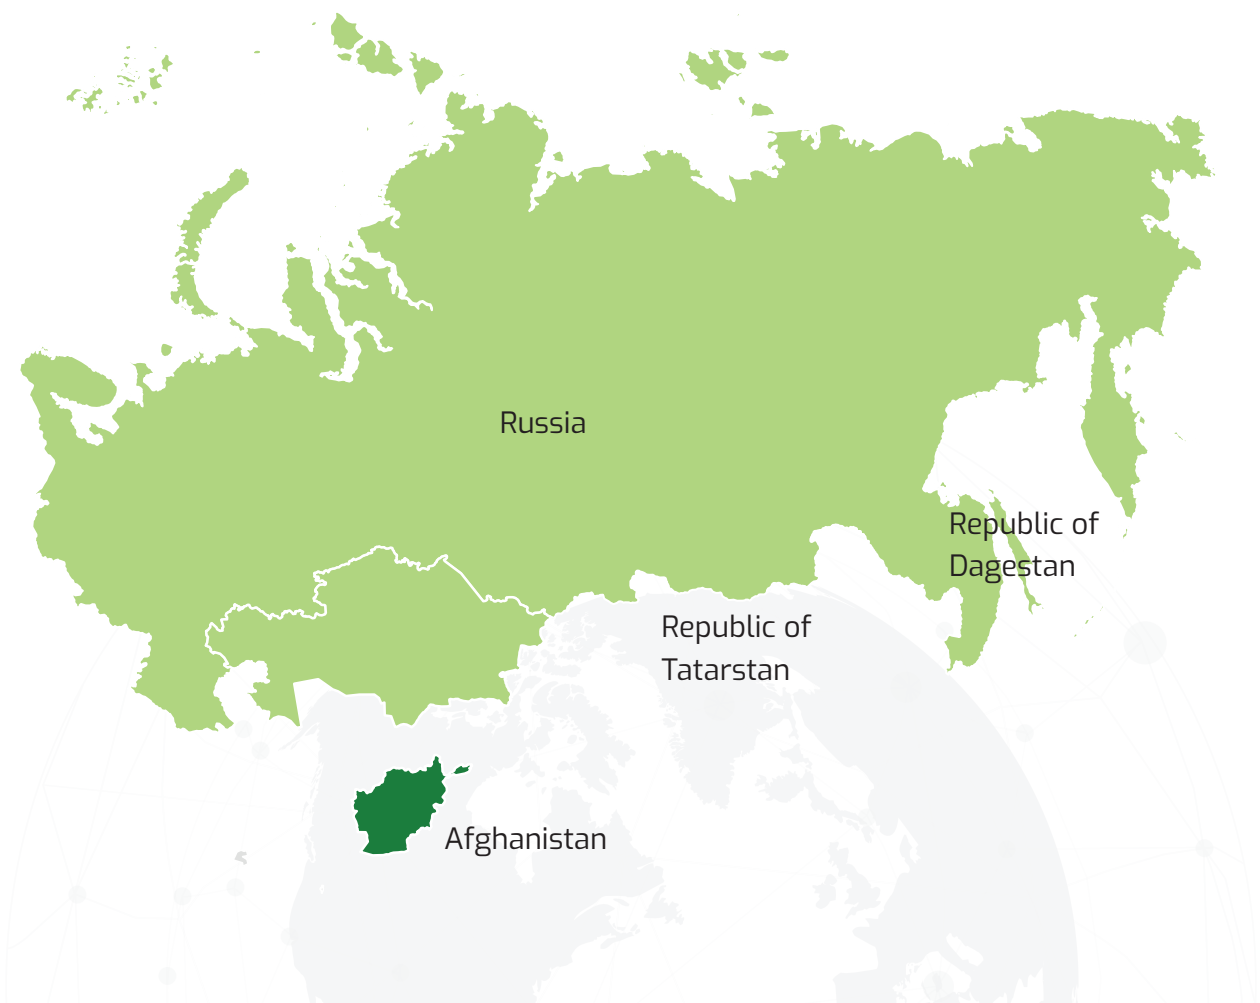 Russia
Republic of
Dagestan
Republic of
Tatarstan
Afghanistan